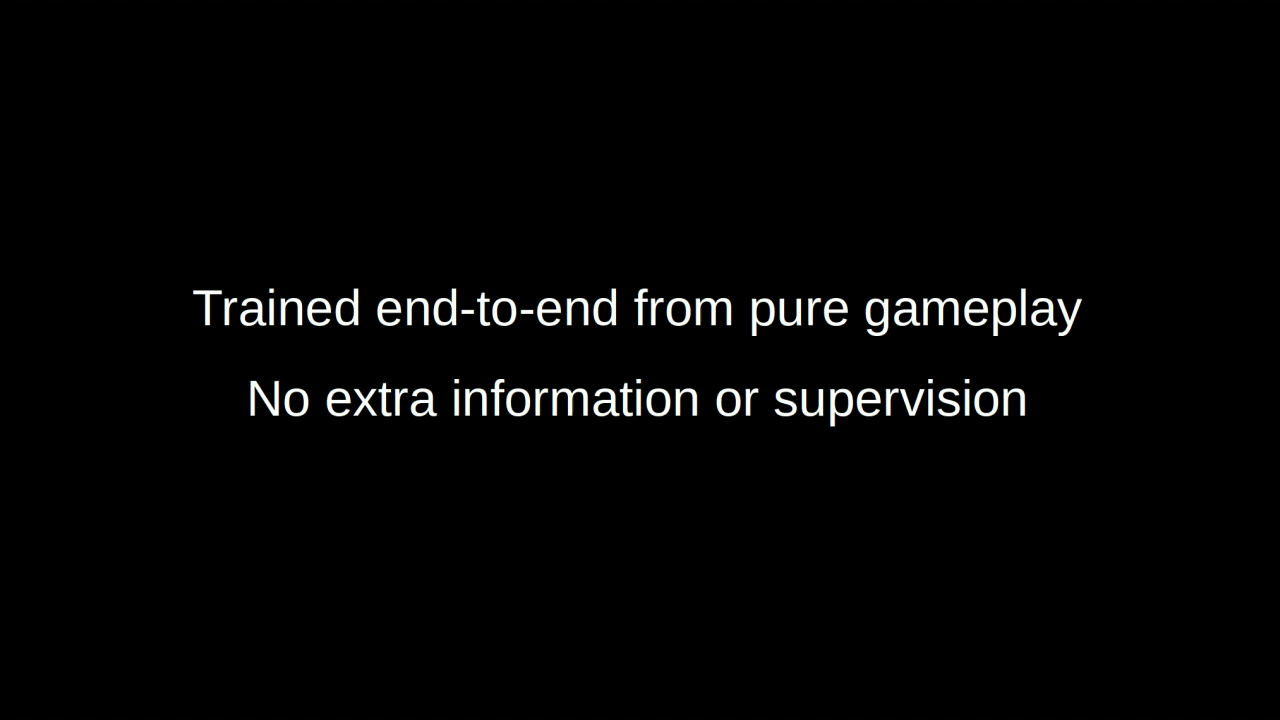 Trained end-to-end from pure gameplay
No extra information or supervision